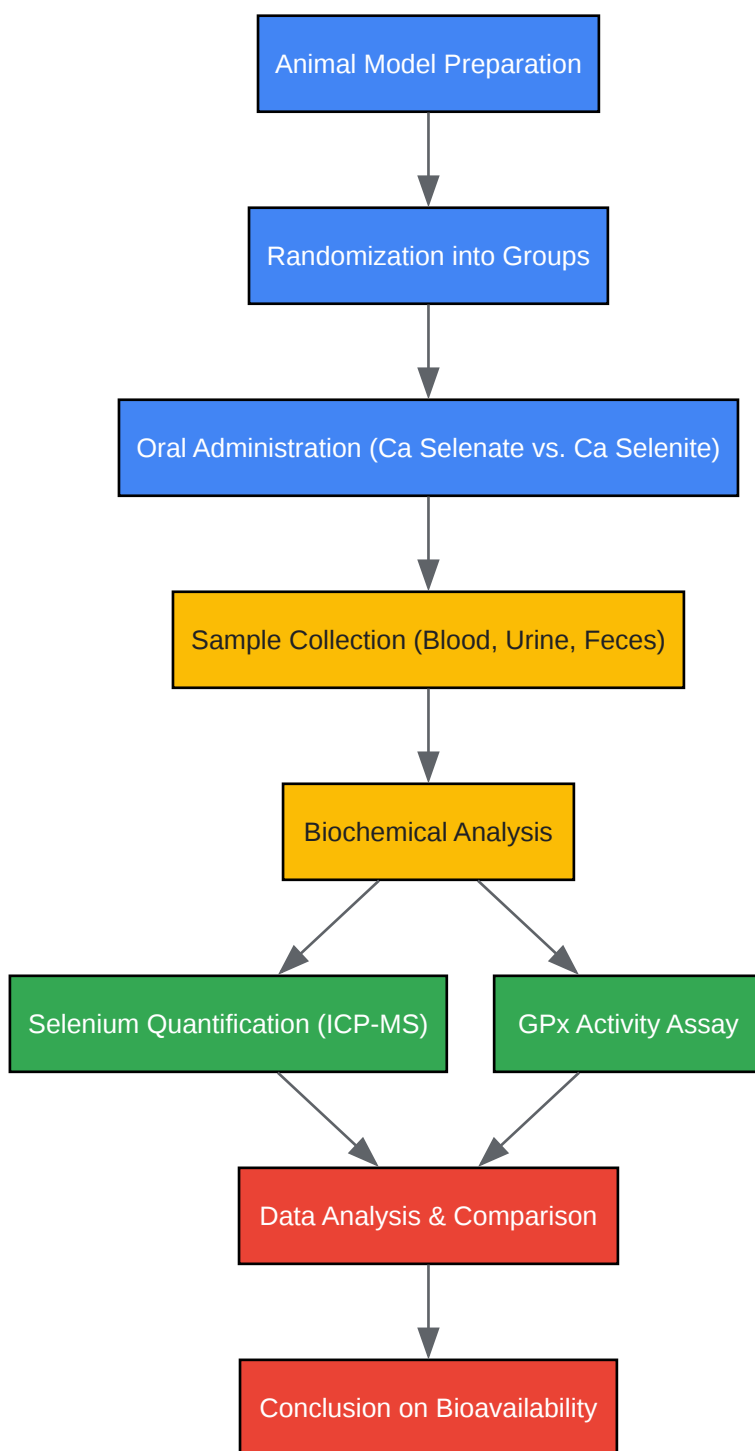 Animal Model Preparation
Randomization into Groups
Oral Administration (Ca Selenate vs. Ca Selenite)
Sample Collection (Blood, Urine, Feces)
Biochemical Analysis
Selenium Quantification (ICP-MS)
GPx Activity Assay
Data Analysis & Comparison
Conclusion on Bioavailability